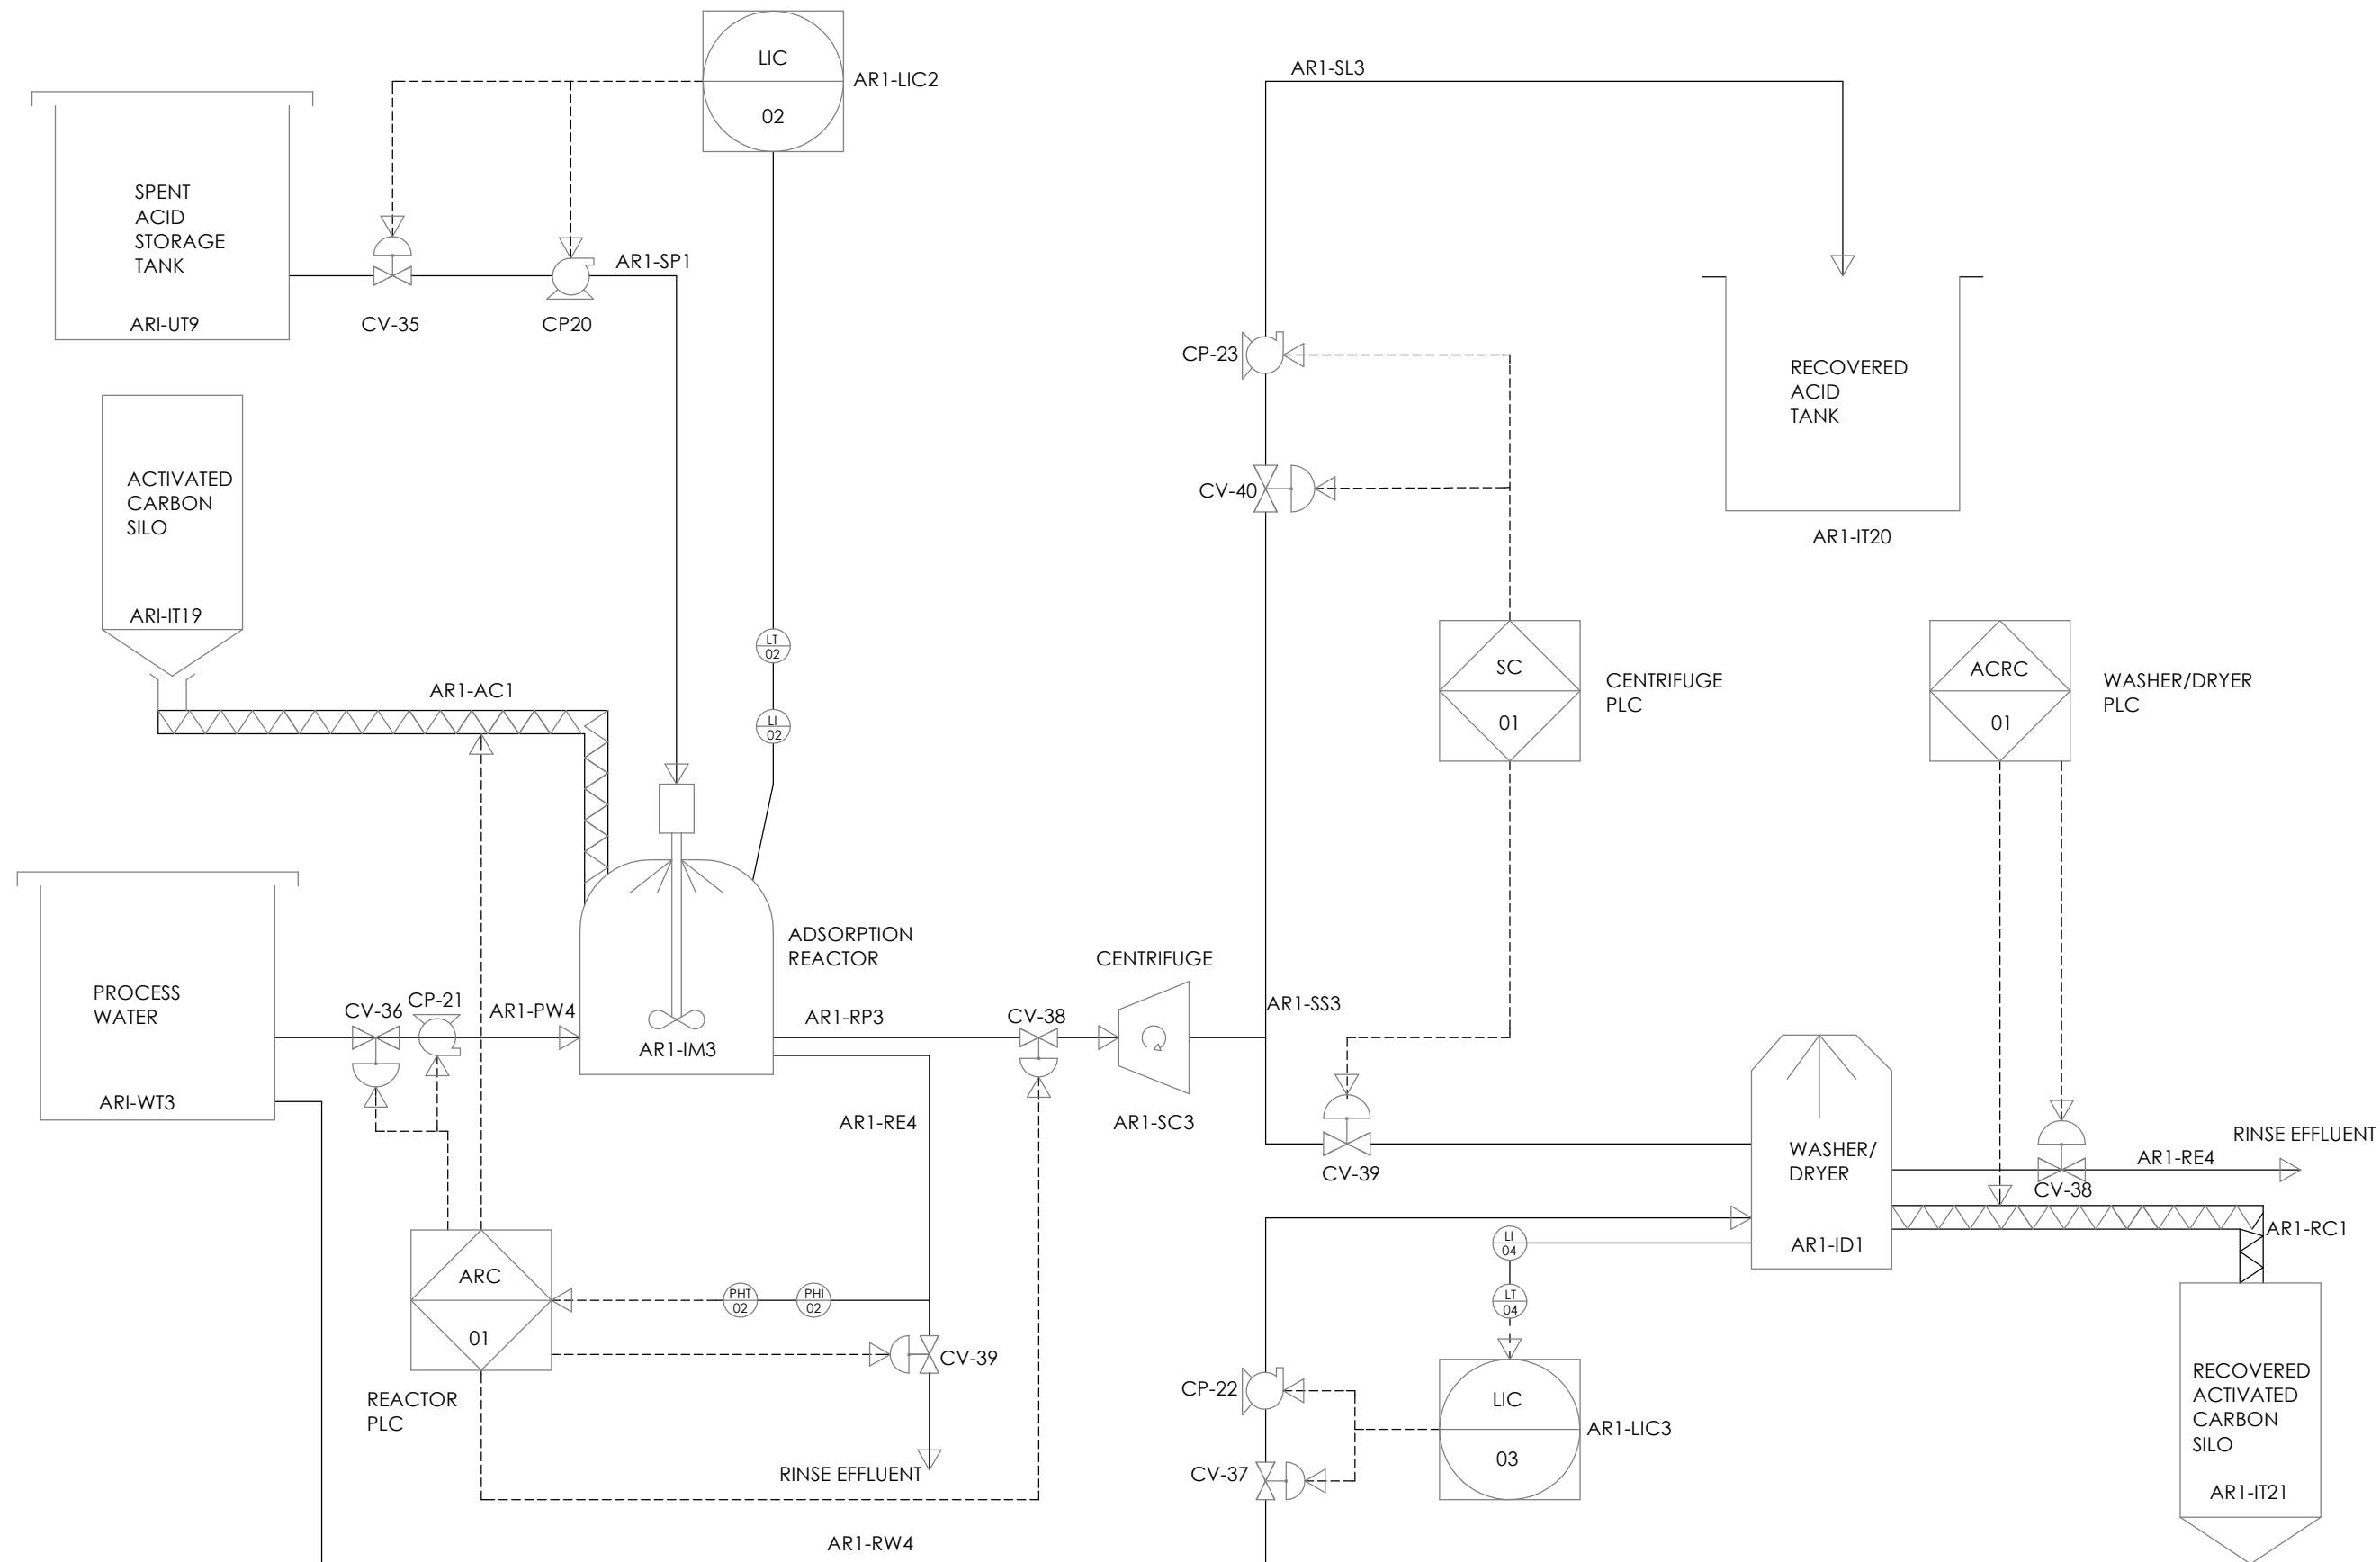 LIC
02
AR1-LIC2
AR1-SL3
SPENT
ACID
STORAGE
TANK
ARI-UT9
CV-35
CP20
AR1-SP1
CP-23
CV-40
RECOVERED
ACID
TANK
AR1-IT20
ACTIVATED
CARBON
SILO
ARI-IT19
AR1-AC1
LT
02
LI
02
SC
01
CENTRIFUGE
PLC
ACRC
01
WASHER/DRYER
PLC
PROCESS
WATER
ARI-WT3
CV-36
CP-21
AR1-PW4
ADSORPTION
REACTOR
AR1-IM3
AR1-RP3
CV-38
CENTRIFUGE
AR1-SC3
AR1-SS3
AR1-RE4
CV-39
WASHER/
DRYER
AR1-ID1
RINSE EFFLUENT
AR1-RE4
CV-38
AR1-RC1
LI
04
LT
04
ARC
01
REACTOR
PLC
PHT
02
PHI
02
CV-39
RINSE EFFLUENT
CP-22
CV-37
LIC
03
AR1-LIC3
RECOVERED
ACTIVATED
CARBON
SILO
AR1-IT21
AR1-RW4